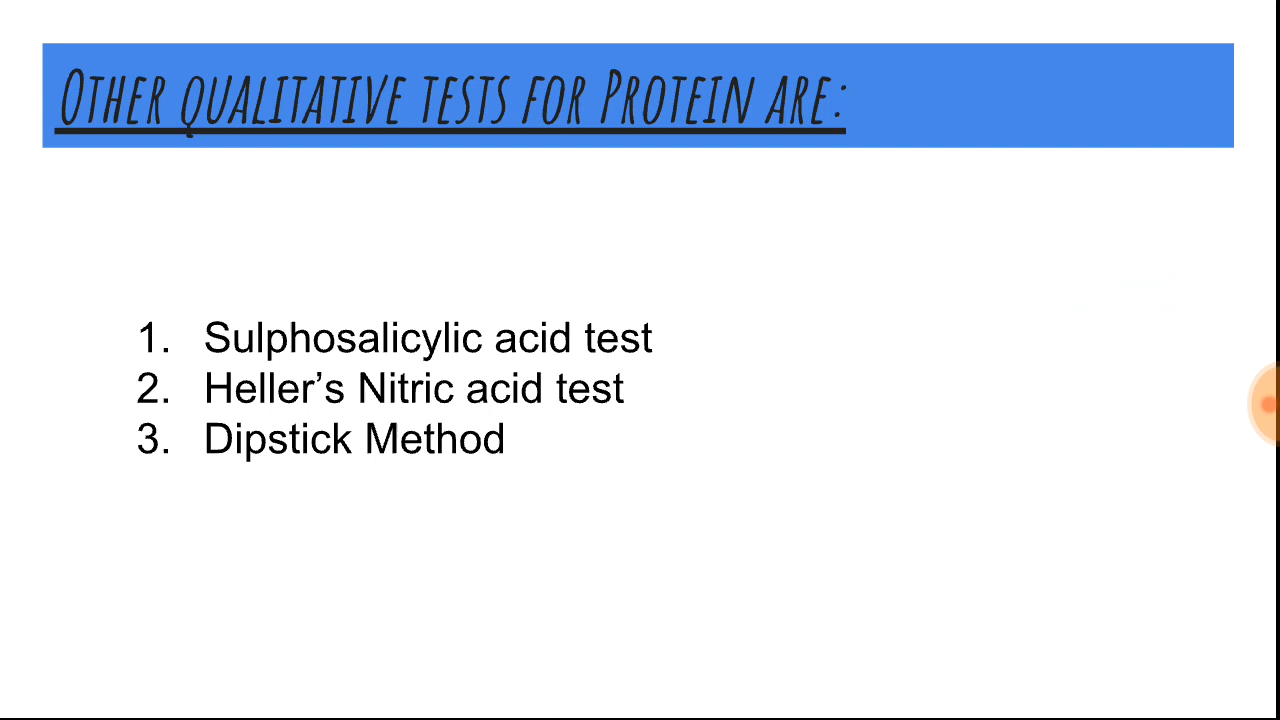 Other qualitative tests for Protein are:
1. Sulphosalicylic acid test
2. Heller’s Nitric acid test
3. Dipstick Method